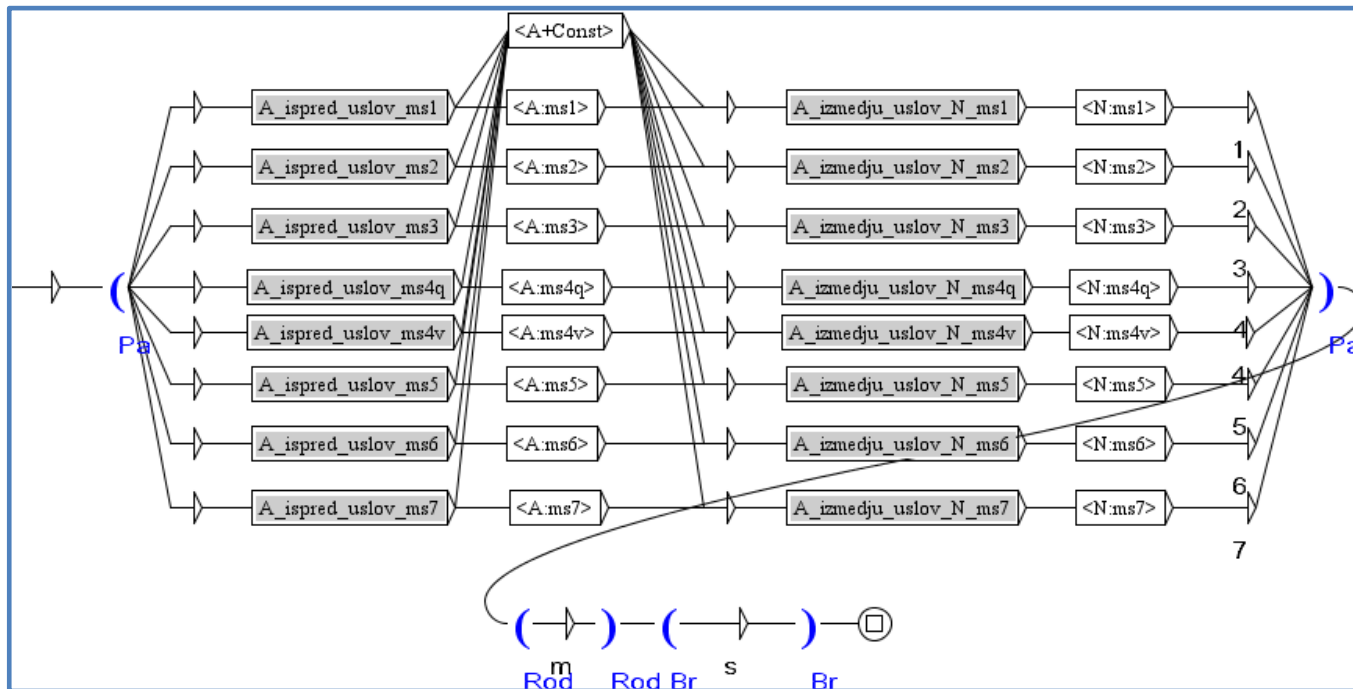 <A+Const>
A_ispred_uslov_ms1 <A:ms1> A_izmedju_uslov_N_ms1 <N:ms1>
1
A_ispred_uslov_ms2 <A:ms2> A_izmedju_uslov_N_ms2 <N:ms2>
2
A_ispred_uslov_ms3 <A:ms3> A_izmedju_uslov_N_ms3 <N:ms3>
3
( A_ispred_uslov_ms4q <A:ms4q> A_izmedju_uslov_N_ms4q <N:ms4q> )
4
A_ispred_uslov_ms4v <A:ms4v> A_izmedju_uslov_N_ms4v <N:ms4v>
Pa Pa
4
A_ispred_uslov_ms5 <A:ms5> A_izmedju_uslov_N_ms5 <N:ms5>
5
A_ispred_uslov_ms6 <A:ms6> A_izmedju_uslov_N_ms6 <N:ms6>
6
A_ispred_uslov_ms7 <A:ms7> A_izmedju_uslov_N_ms7 <N:ms7>
7
( ) ( )
m s
Rod Rod Br Br